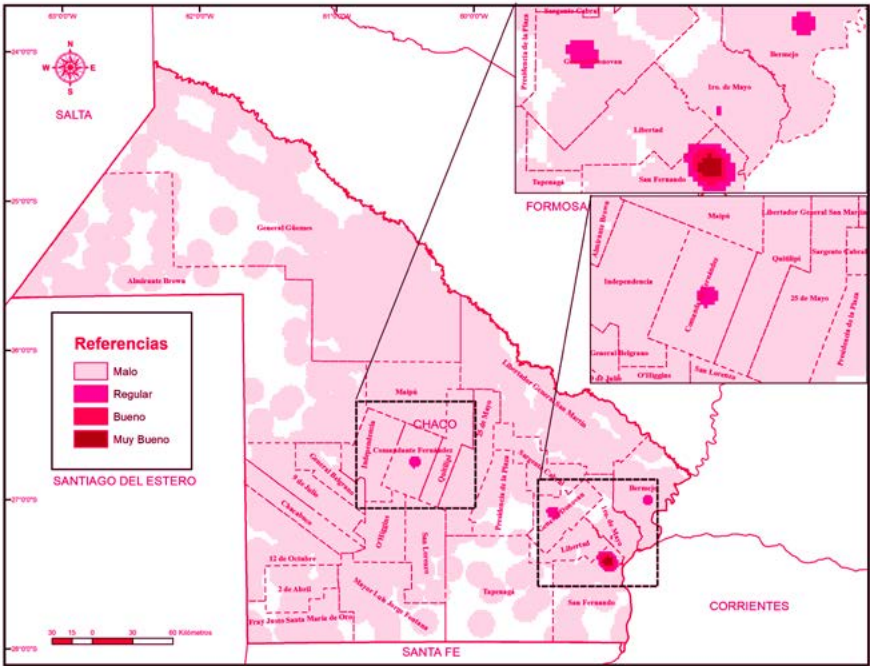 63°0'0"W
62°0'0"W
61°0'0"W
60°0'0"W
24°0'0"S
25°0'0"S
26°0'0"S
27°0'0"S
28°0'0"S
N
W
E
S
SALTA
FORMOSA
CHACO
SANTIAGO DEL ESTERO
SANTA FE
CORRIENTES
Presidencia de la Plaza
Sargento Cabral
Bermejo
1ro. de Mayo
Libertad
Tapenagá
San Fernando
Almirante Brown
Maipú
Libertador General San Martín
Independencia
Comandante Fernández
Quitilipi
Sargento Cabral
25 de Mayo
Presidencia de la Plaza
General Belgrano
9 de Julio
O'Higgins
San Lorenzo
General Güemes
Almirante Brown
Maipú
Libertador General San Martín
Independencia
Comandante Fernández
Quitilipi
25 de Mayo
Presidencia de la Plaza
Bermejo
1ro. de Mayo
Libertad
General Belgrano
9 de Julio
Chacabuco
O'Higgins
San Lorenzo
12 de Octubre
2 de Abril
Fray Justo Santa María de Oro
Mayor Luis Jorge Fontana
Tapenagá
San Fernando
Referencias
Malo
Regular
Bueno
Muy Bueno
30 15 0 30 60 Kilómetros